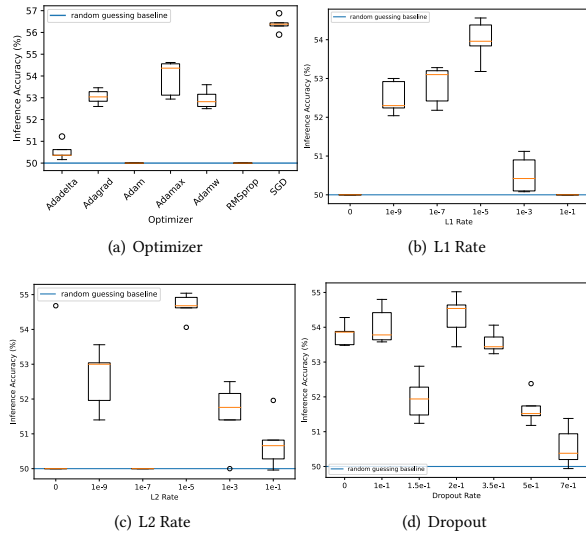 57
56
55
54
53
52
51
50
Inference Accuracy (%)
random guessing baseline
Adadelta Adagrad Adam Adamax Adamw RMSprop SGD
Optimizer
(a) Optimizer
54
53
52
51
50
Inference Accuracy (%)
random guessing baseline
0 1e-9 1e-7 1e-5 1e-3 1e-1
L1 Rate
(b) L1 Rate
55
54
53
52
51
50
Inference Accuracy (%)
random guessing baseline
0 1e-9 1e-7 1e-5 1e-3 1e-1
L2 Rate
(c) L2 Rate
55
54
53
52
51
50
Inference Accuracy (%)
random guessing baseline
0 1e-1 1.5e-1 2e-1 3.5e-1 5e-1 7e-1
Dropout Rate
(d) Dropout